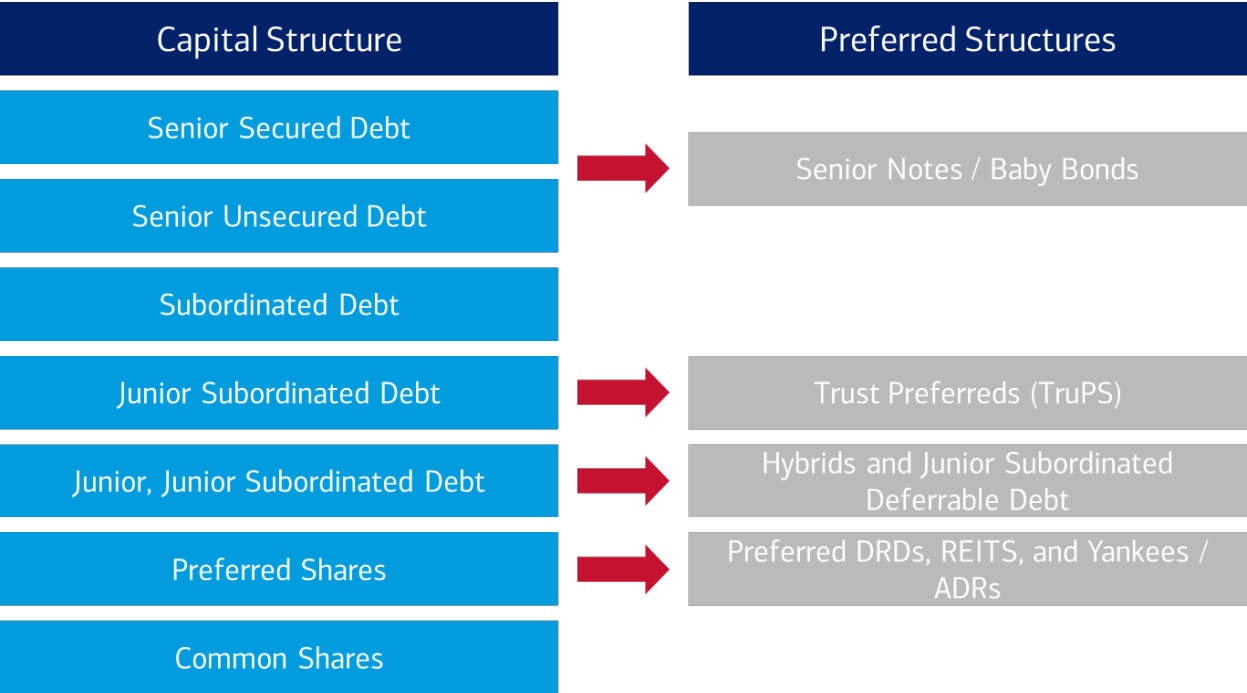 Capital Structure
Preferred Structures
Senior Secured Debt
Senior Notes / Baby Bonds
Senior Unsecured Debt
Subordinated Debt
Junior Subordinated Debt
Trust Preferreds (TruPS)
Junior, Junior Subordinated Debt
Hybrids and Junior Subordinated
Deferrable Debt
Preferred Shares
Preferred DRDs, REITS, and Yankees /
ADRs
Common Shares